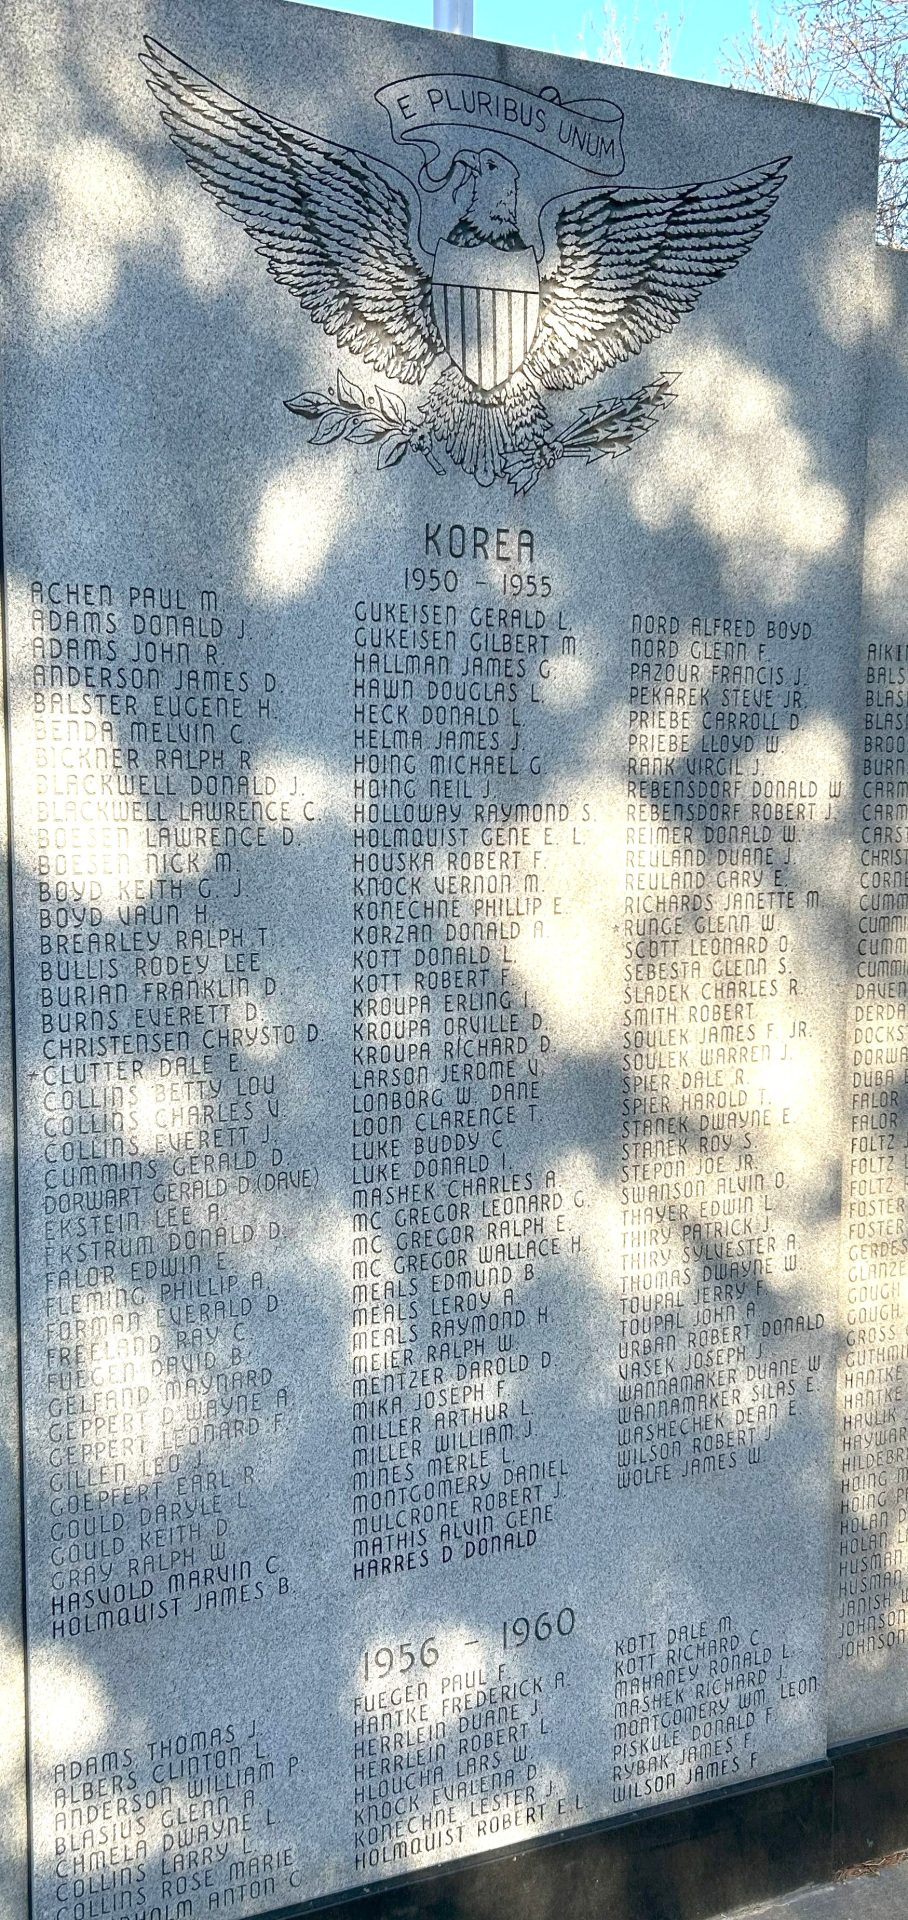 E PLURIBUS UNUM
KOREA
1950 - 1955
ACHEN PAUL M.
ADAMS DONALD J.
ADAMS JOHN R.
ANDERSON JAMES D.
BALSTER EUGENE H.
BENDA MELVIN C.
BICKNER RALPH R.
BLACKWELL DONALD J.
BLACKWELL LAWRENCE C.
BOESEN LAWRENCE D.
BOESEN NICK M.
BOYD KEITH G. J.
BOYD VAUN H.
BREARLEY RALPH T.
BULLIS RODEY LEE
BURIAN FRANKLIN D.
BURNS EVERETT D.
CHRISTENSEN CHRYSTO D.
*CLUTTER DALE E.
COLLINS BETTY LOU
COLLINS CHARLES V.
COLLINS EVERETT J.
CUMMINS GERALD D.
DORWART GERALD D.(DAVE)
EKSTEIN LEE A.
EKSTRUM DONALD D.
FALOR EDWIN E.
FLEMING PHILLIP A.
FORMAN EVERALD D.
FREELAND RAY C.
FUEGEN DAVID B.
GELFAND MAYNARD
GEPPERT DWAYNE A.
GEPPERT LEONARD F.
GILLEN LEO J.
GOEPFERT EARL R.
GOULD DARYLE L.
GOULD KEITH D.
GRAY RALPH W.
HASVOLD MARVIN C.
HOLMQUIST JAMES B.
GUKEISEN GERALD L.
GUKEISEN GILBERT M.
HALLMAN JAMES G.
HAWN DOUGLAS L.
HECK DONALD L.
HELMA JAMES J.
HOING MICHAEL G.
HOING NEIL J.
HOLLOWAY RAYMOND S.
HOLMQUIST GENE E. L.
HOUSKA ROBERT F.
KNOCK VERNON M.
KONECHNE PHILLIP E.
KORZAN DONALD A.
KOTT DONALD L.
KOTT ROBERT F.
KROUPA ERLING I.
KROUPA ORVILLE D.
KROUPA RICHARD D.
LARSON JEROME V.
LONBORG W. DANE
LOON CLARENCE T.
LUKE BUDDY C.
LUKE DONALD I.
MASHEK CHARLES A.
MC GREGOR LEONARD G.
MC GREGOR RALPH E.
MC GREGOR WALLACE H.
MEALS EDMUND B.
MEALS LEROY A.
MEALS RAYMOND H.
MEIER RALPH W.
MENTZER DAROLD D.
MIKA JOSEPH F.
MILLER ARTHUR L.
MILLER WILLIAM J.
MINES MERLE L.
MONTGOMERY DANIEL
MULCRONE ROBERT J.
MATHIS ALVIN GENE
HARRES D DONALD
NORD ALFRED BOYD
NORD GLENN F.
PAZOUR FRANCIS J.
PEKAREK STEVE JR.
PRIEBE CARROLL D.
PRIEBE LLOYD W.
RANK VIRGIL J.
REBENSDORF DONALD W.
REBENSDORF ROBERT J.
REIMER DONALD W.
REULAND DUANE J.
REULAND GARY E.
RICHARDS JANETTE M.
*RUNGE GLENN W.
SCOTT LEONARD O.
SEBESTA GLENN S.
SLADEK CHARLES R.
SMITH ROBERT
SOULEK JAMES F. JR.
SOULEK WARREN J.
SPIER DALE R.
SPIER HAROLD T.
STANEK DWAYNE E.
STANEK ROY S.
STEPON JOE JR.
SWANSON ALVIN O.
THAYER EDWIN L.
THIRY PATRICK J.
THIRY SYLVESTER A.
THOMAS DWAYNE W.
TOUPAL JERRY F.
TOUPAL JOHN A.
URBAN ROBERT DONALD
VASEK JOSEPH J.
WANNAMAKER DUANE W.
WANNAMAKER SILAS E.
WASHECHEK DEAN E.
WILSON ROBERT J.
WOLFE JAMES W.
1956 - 1960
ADAMS THOMAS J.
ALBERS CLINTON L.
ANDERSON WILLIAM P.
BLASIUS GLENN A.
CHMELA DWAYNE L.
COLLINS LARRY L.
COLLINS ROSE MARIE
ANTON C.
FUEGEN PAUL F.
HANTKE FREDERICK A.
HERRLEIN DUANE J.
HERRLEIN ROBERT L.
HLOUCHA LARS W.
KNOCK EVALENA D.
KONECHNE LESTER J.
HOLMQUIST ROBERT E.L.
KOTT DALE M.
KOTT RICHARD C.
MAHANEY RONALD L.
MASHEK RICHARD J.
MONTGOMERY WM. LEON
PISKULE DONALD F.
RYBAK JAMES F.
WILSON JAMES F.